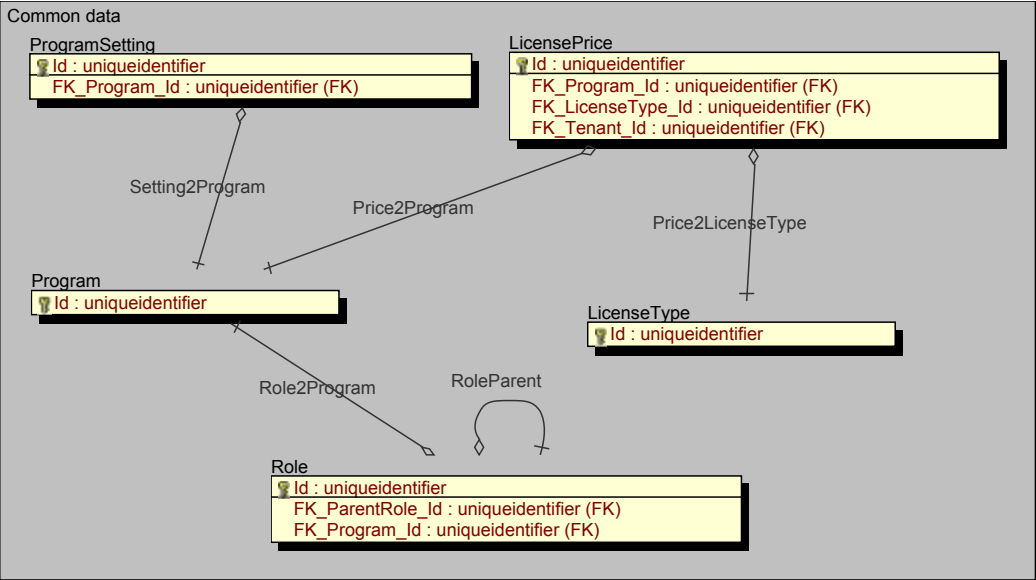 Common data
ProgramSetting
Id : uniqueidentifier
FK_Program_Id : uniqueidentifier (FK)
LicensePrice
Id : uniqueidentifier
FK_Program_Id : uniqueidentifier (FK)
FK_LicenseType_Id : uniqueidentifier (FK)
FK_Tenant_Id : uniqueidentifier (FK)
Setting2Program
Price2Program
Price2LicenseType
Program
Id : uniqueidentifier
LicenseType
Id : uniqueidentifier
Role2Program
RoleParent
Role
Id : uniqueidentifier
FK_ParentRole_Id : uniqueidentifier (FK)
FK_Program_Id : uniqueidentifier (FK)